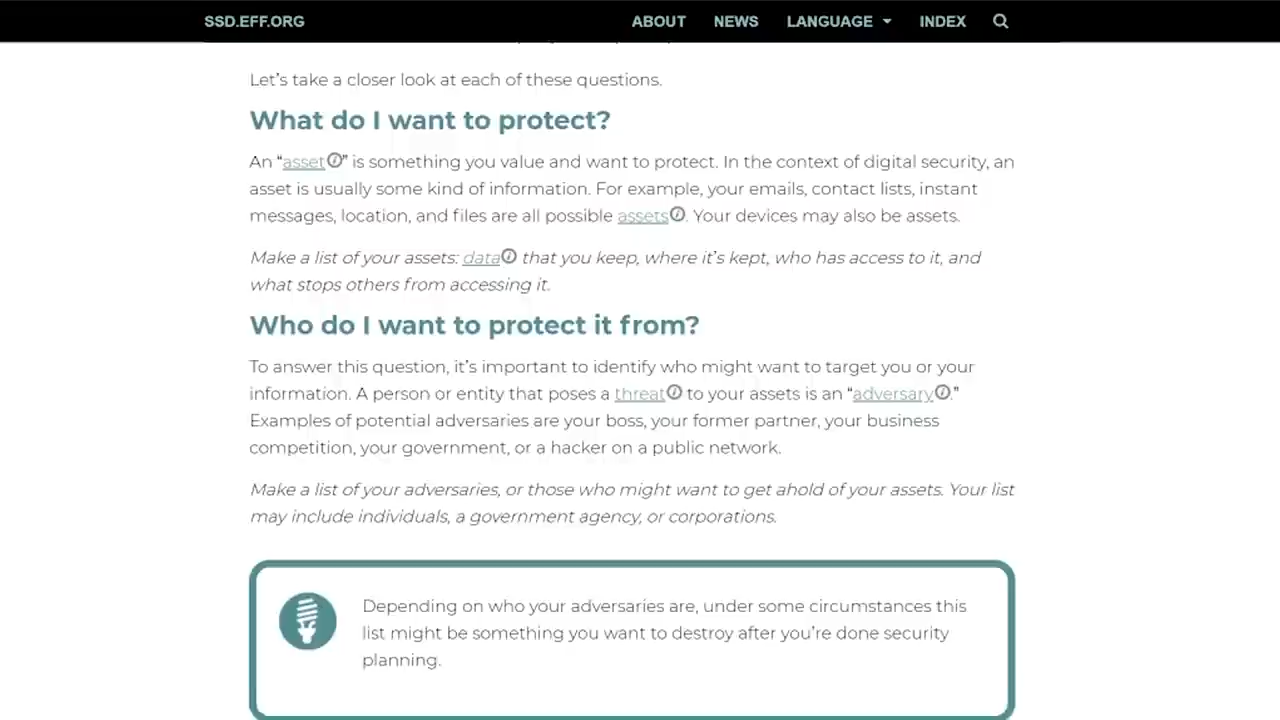 SSD.EFF.ORG ABOUT NEWS LANGUAGE INDEX
Let's take a closer look at each of these questions.
What do I want to protect?
An “asset” is something you value and want to protect. In the context of digital security, an
asset is usually some kind of information. For example, your emails, contact lists, instant
messages, location, and files are all possible assets. Your devices may also be assets.
Make a list of your assets: data that you keep, where it's kept, who has access to it, and
what stops others from accessing it.
Who do I want to protect it from?
To answer this question, it's important to identify who might want to target you or your
information. A person or entity that poses a threat to your assets is an “adversary.”
Examples of potential adversaries are your boss, your former partner, your business
competition, your government, or a hacker on a public network.
Make a list of your adversaries, or those who might want to get ahold of your assets. Your list
may include individuals, a government agency, or corporations.
Depending on who your adversaries are, under some circumstances this
list might be something you want to destroy after you're done security
planning.